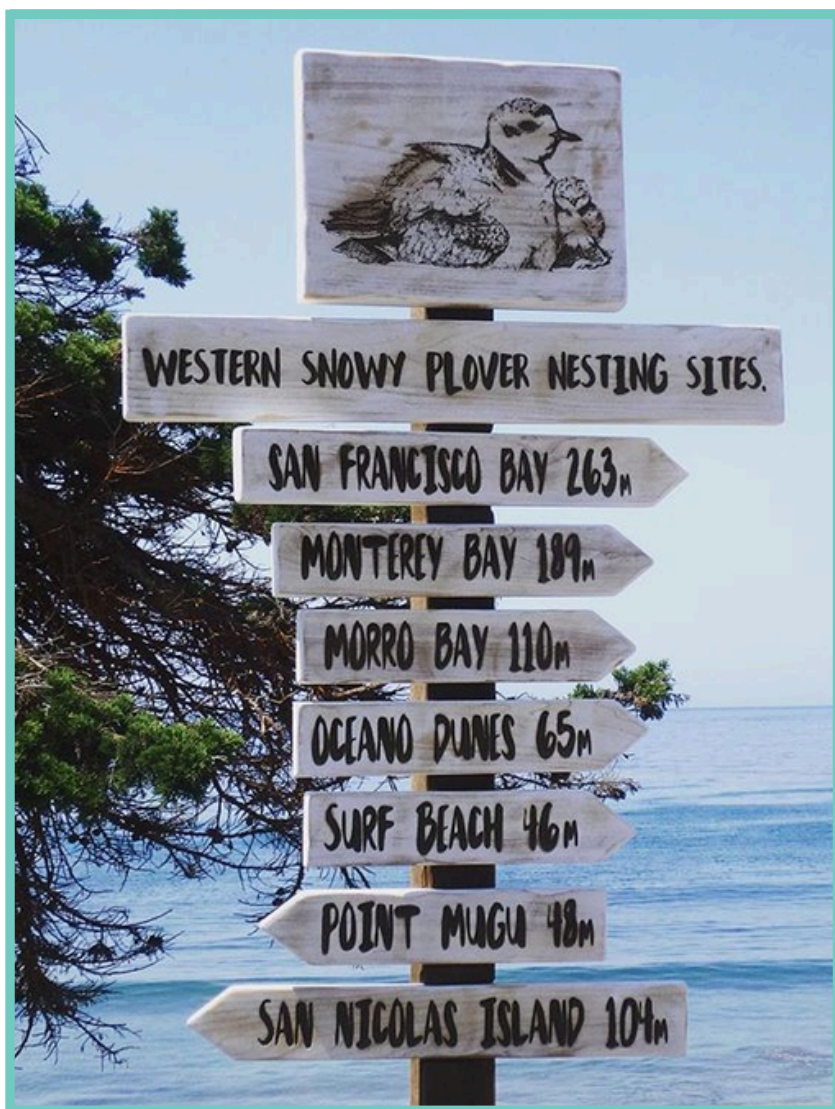 WESTERN SNOWY PLOVER NESTING SITES.
SAN FRANCISCO BAY 263M
MONTEREY BAY 189M
MORRO BAY 110M
OCEANO DUNES 65M
SURF BEACH 46M
POINT MUGU 48M
SAN NICOLAS ISLAND 104M